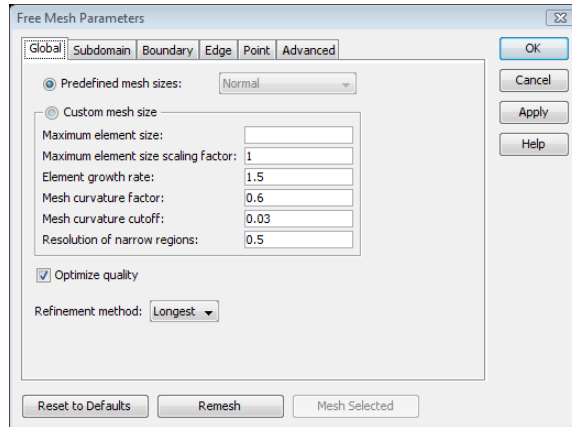 Free Mesh Parameters
Global Subdomain Boundary Edge Point Advanced
OK
Cancel
Apply
Help
Predefined mesh sizes: Normal
Custom mesh size
Maximum element size:
Maximum element size scaling factor: 1
Element growth rate: 1.5
Mesh curvature factor: 0.6
Mesh curvature cutoff: 0.03
Resolution of narrow regions: 0.5
Optimize quality
Refinement method: Longest
Reset to Defaults Remesh Mesh Selected